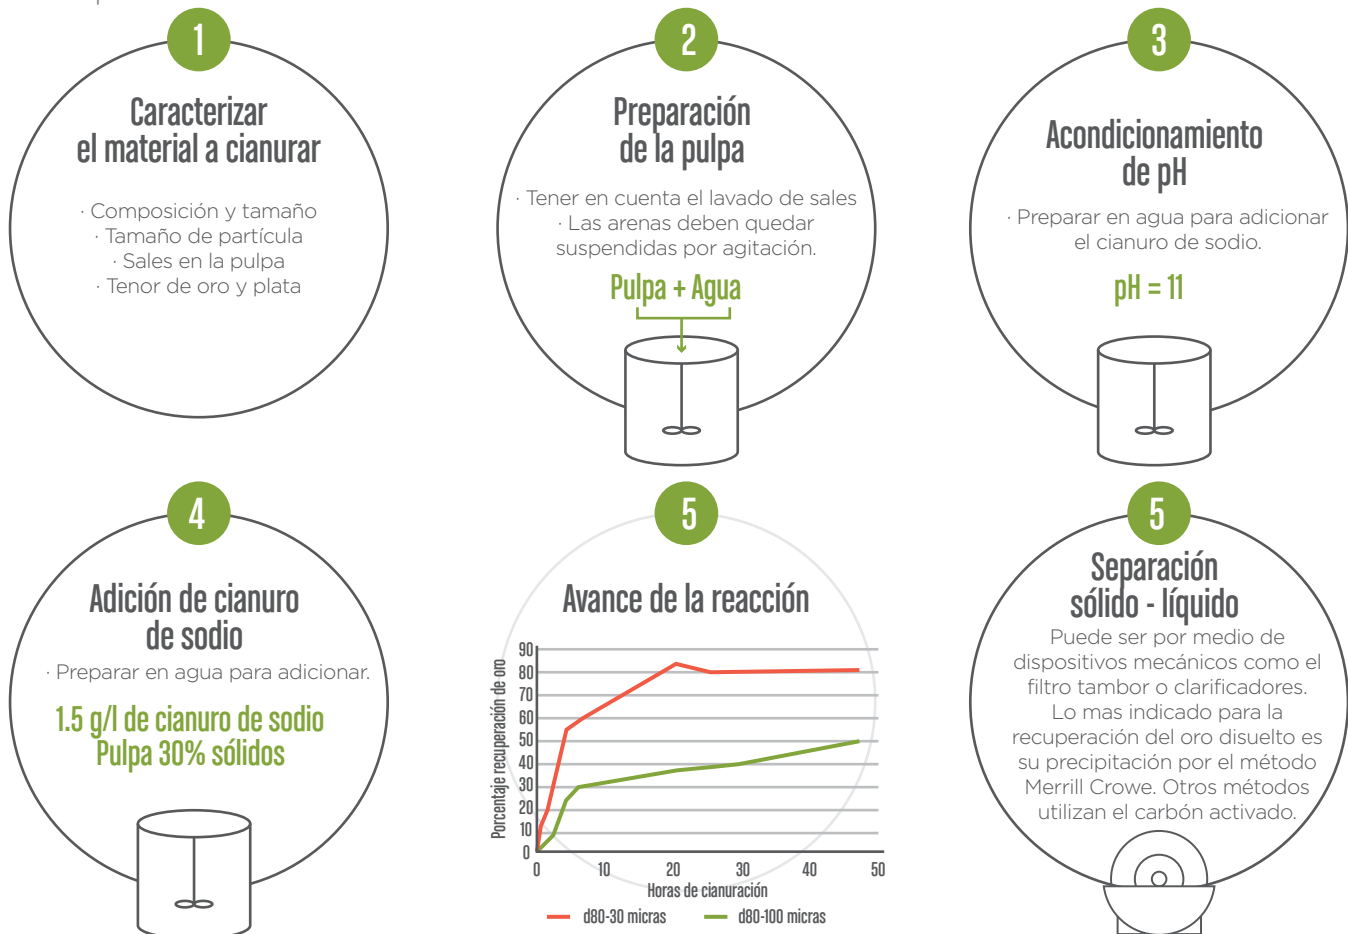 1
Caracterizar
el material a cianurar
· Composición y tamaño
· Tamaño de partícula
· Sales en la pulpa
· Tenor de oro y plata
2
Preparación
de la pulpa
· Tener en cuenta el lavado de sales
· Las arenas deben quedar
suspendidas por agitación.
Pulpa + Agua
3
Acondicionamiento
de pH
· Preparar en agua para adicionar
el cianuro de sodio.
pH = 11
4
Adición de cianuro
de sodio
· Preparar en agua para adicionar.
1.5 g/l de cianuro de sodio
Pulpa 30% sólidos
5
Avance de la reacción
Porcentaje recuperación de oro
90
80
70
60
50
40
30
20
10
0
0 10 20 30 40 50
Horas de cianuración
d80-30 micras d80-100 micras
5
Separación
sólido - líquido
Puede ser por medio de
dispositivos mecánicos como el
filtro tambor o clarificadores.
Lo mas indicado para la
recuperación del oro disuelto es
su precipitación por el método
Merrill Crowe. Otros métodos
utilizan el carbón activado.